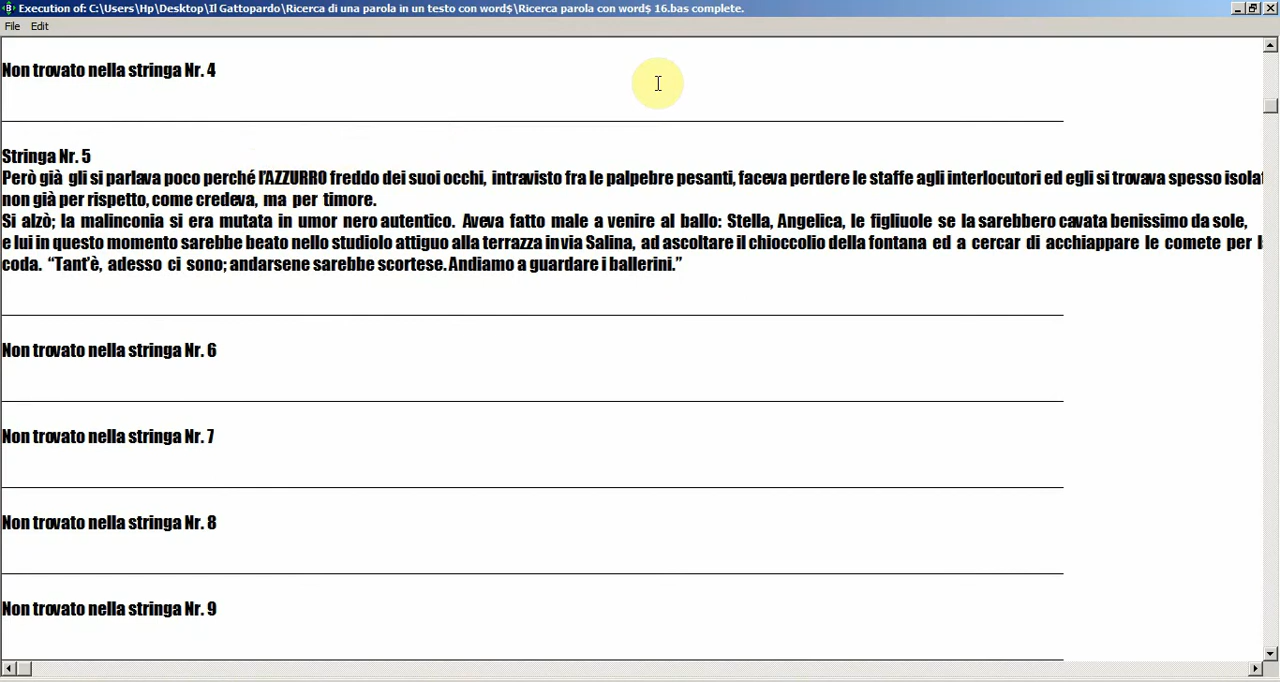 Execution of: C:\Users\Hp\Desktop\Il Gattopardo\Ricerca di una parola in un testo con word$\Ricerca parola con word$ 16.bas complete.
File Edit
Non trovato nella stringa Nr. 4
Stringa Nr. 5
Però già gli si parlava poco perché l'AZZURRO freddo dei suoi occhi, intravisto fra le palpebre pesanti, faceva perdere le staffe agli interlocutori ed egli si trovava spesso
non già per rispetto, come credeva, ma per timore.
Si alzò; la malinconia si era mutata in umor nero autentico. Aveva fatto male a venire al ballo: Stella, Angelica, le figliuole se la sarebbero cavata benissimo da sole,
e lui in questo momento sarebbe beato nello studiolo attiguo alla terrazza in via Salina, ad ascoltare il chioccolio della fontana ed a cercar di acchiappare le comete per
coda. “Tant'è, adesso ci sono; andarsene sarebbe scortese. Andiamo a guardare i ballerini.”
Non trovato nella stringa Nr. 6
Non trovato nella stringa Nr. 7
Non trovato nella stringa Nr. 8
Non trovato nella stringa Nr. 9